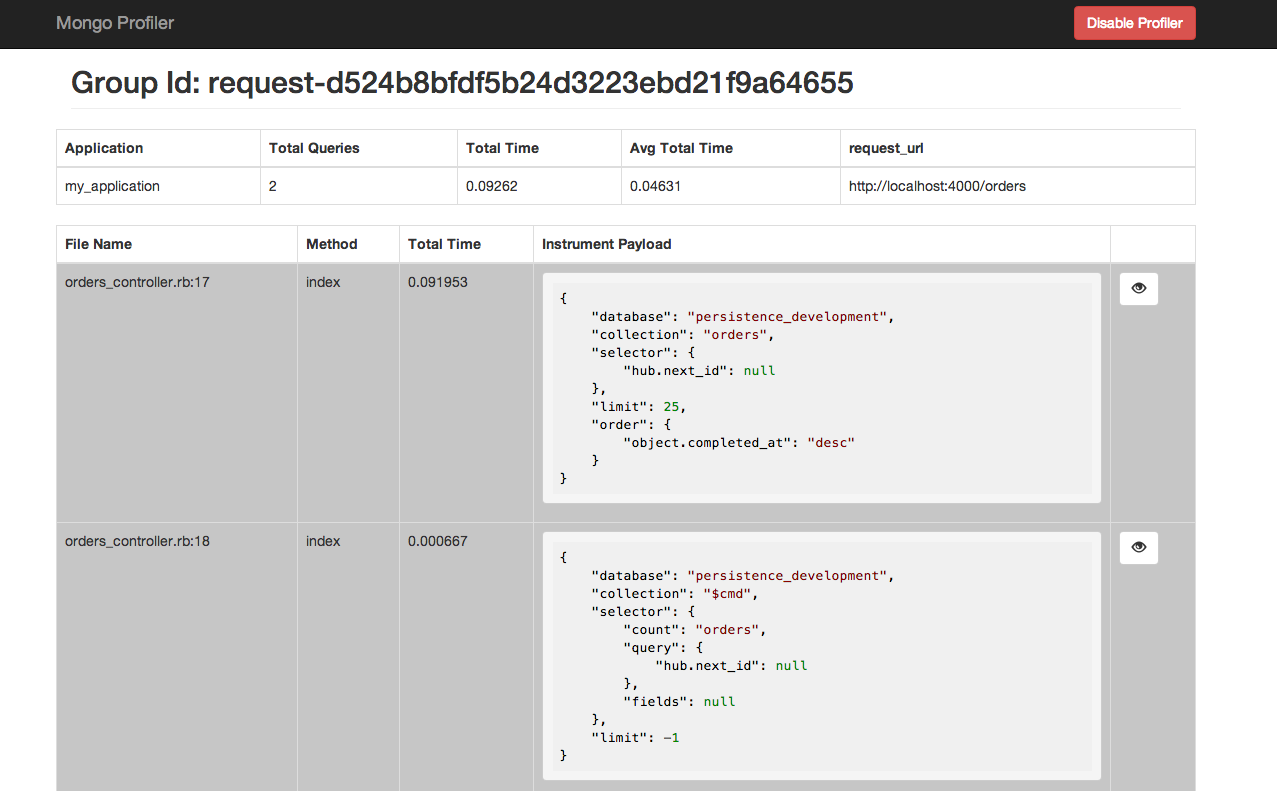 Mongo Profiler
Disable Profiler
Group Id: request-d524b8bfdf5b24d3223ebd21f9a64655
Application Total Queries Total Time Avg Total Time request_url
my_application 2 0.09262 0.04631 http://localhost:4000/orders
File Name Method Total Time Instrument Payload
orders_controller.rb:17 index 0.091953
{
    "database": "persistence_development",
    "collection": "orders",
    "selector": {
        "hub.next_id": null
    },
    "limit": 25,
    "order": {
        "object.completed_at": "desc"
    }
}
orders_controller.rb:18 index 0.000667
{
    "database": "persistence_development",
    "collection": "$cmd",
    "selector": {
        "count": "orders",
        "query": {
            "hub.next_id": null
        },
        "fields": null
    },
    "limit": −1
}